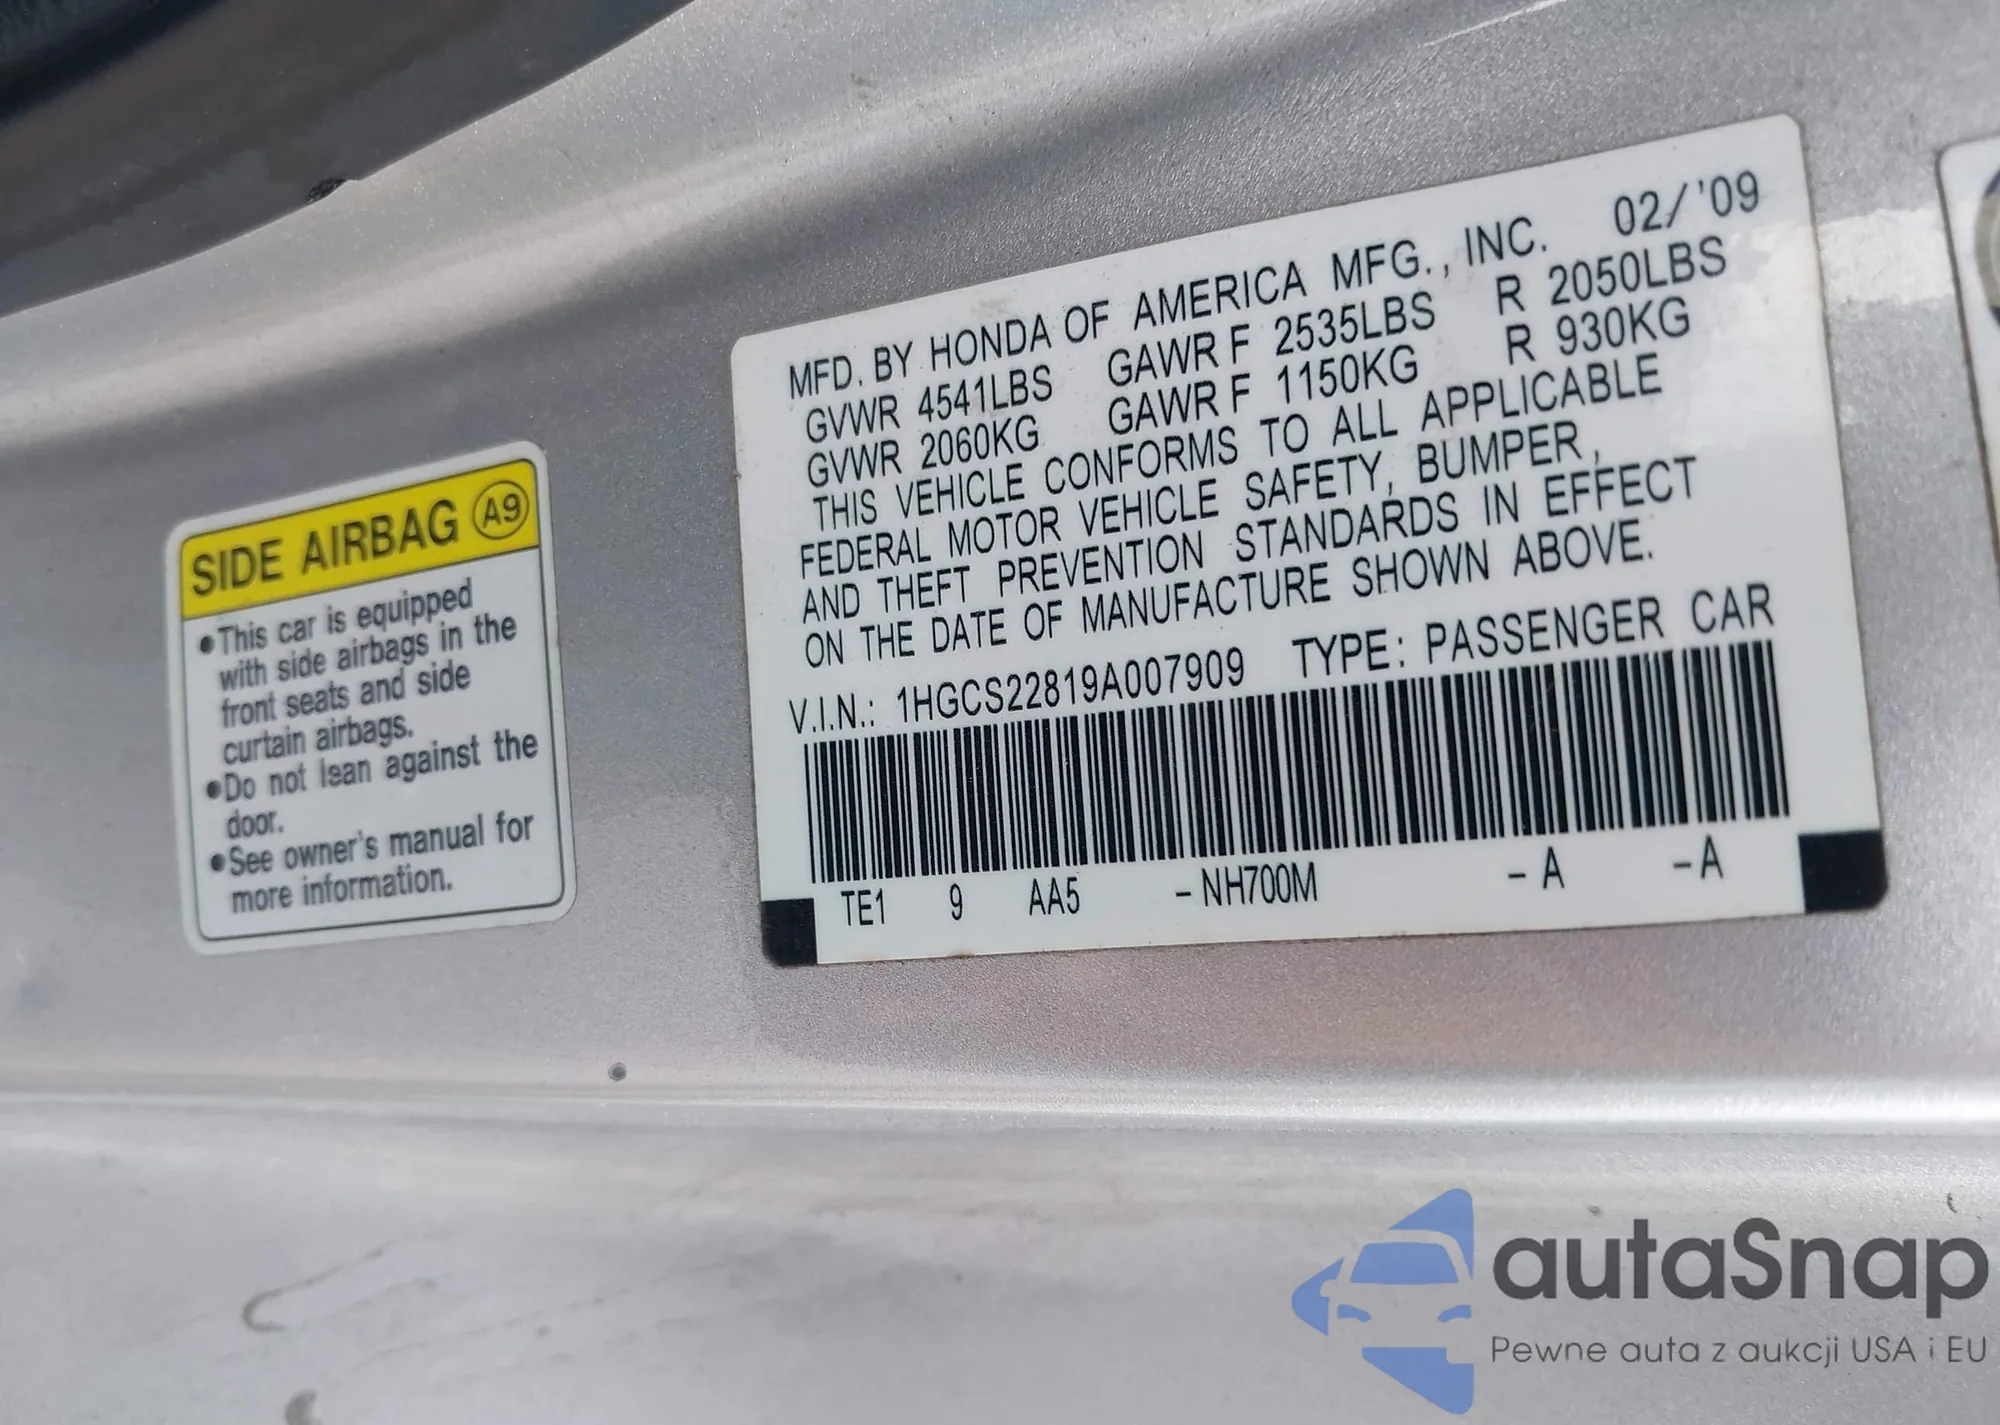 SIDE AIRBAG A9
•This car is equipped
with side airbags in the
front seats and side
curtain airbags.
•Do not lean against the
door.
•See owner's manual for
more information.
MFD. BY HONDA OF AMERICA MFG., INC. 02/'09
GVWR 4541LBS GAWR F 2535LBS R 2050LBS
GVWR 2060KG GAWR F 1150KG R 930KG
THIS VEHICLE CONFORMS TO ALL APPLICABLE
FEDERAL MOTOR VEHICLE SAFETY, BUMPER,
AND THEFT PREVENTION STANDARDS IN EFFECT
ON THE DATE OF MANUFACTURE SHOWN ABOVE.
V.I.N.: 1HGCS22819A007909 TYPE: PASSENGER CAR
TE1 9 AA5 -NH700M -A -A
autaSnap
Pewne auta z aukcji USA i EU